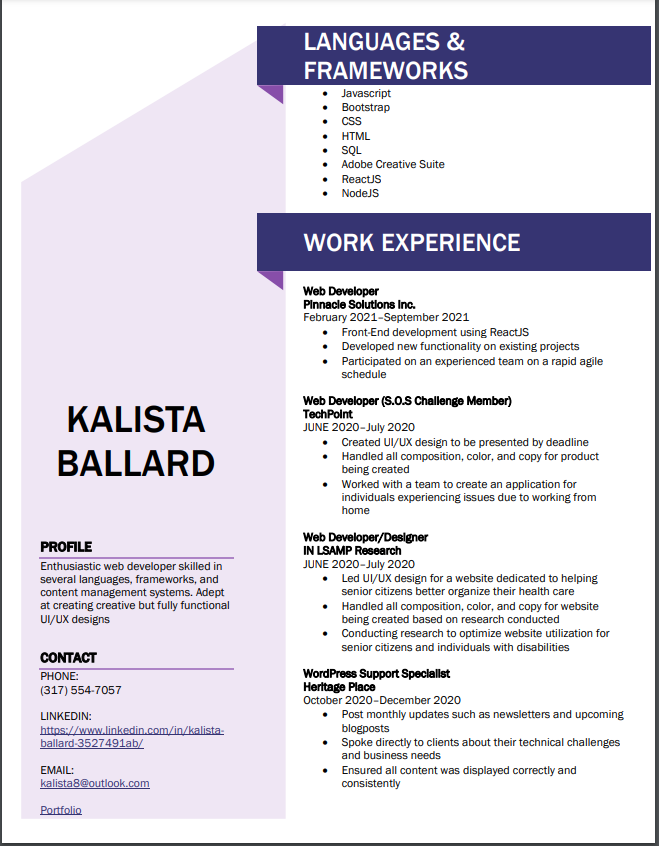 KALISTA
BALLARD
PROFILE
Enthusiastic web developer skilled in
several languages, frameworks, and
content management systems. Adept
at creating creative but fully functional
UI/UX designs
CONTACT
PHONE:
(317) 554-7057
LINKEDIN:
https://www.linkedin.com/in/kalista-
ballard-3527491ab/
EMAIL:
kalista8@outlook.com
Portfolio
LANGUAGES &
FRAMEWORKS
• Javascript
• Bootstrap
• CSS
• HTML
• SQL
• Adobe Creative Suite
• ReactJS
• NodeJS
WORK EXPERIENCE
Web Developer
Pinnacle Solutions Inc.
February 2021–September 2021
• Front-End development using ReactJS
• Developed new functionality on existing projects
• Participated on an experienced team on a rapid agile
schedule
Web Developer (S.O.S Challenge Member)
TechPoint
JUNE 2020–July 2020
• Created UI/UX design to be presented by deadline
• Handled all composition, color, and copy for product
being created
• Worked with a team to create an application for
individuals experiencing issues due to working from
home
Web Developer/Designer
IN LSAMP Research
JUNE 2020–July 2020
• Led UI/UX design for a website dedicated to helping
senior citizens better organize their health care
• Handled all composition, color, and copy for website
being created based on research conducted
• Conducting research to optimize website utilization for
senior citizens and individuals with disabilities
WordPress Support Specialist
Heritage Place
October 2020–December 2020
• Post monthly updates such as newsletters and upcoming
blogposts
• Spoke directly to clients about their technical challenges
and business needs
• Ensured all content was displayed correctly and
consistently